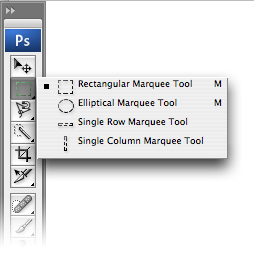 Ps
Rectangular Marquee Tool M
Elliptical Marquee Tool M
Single Row Marquee Tool
Single Column Marquee Tool